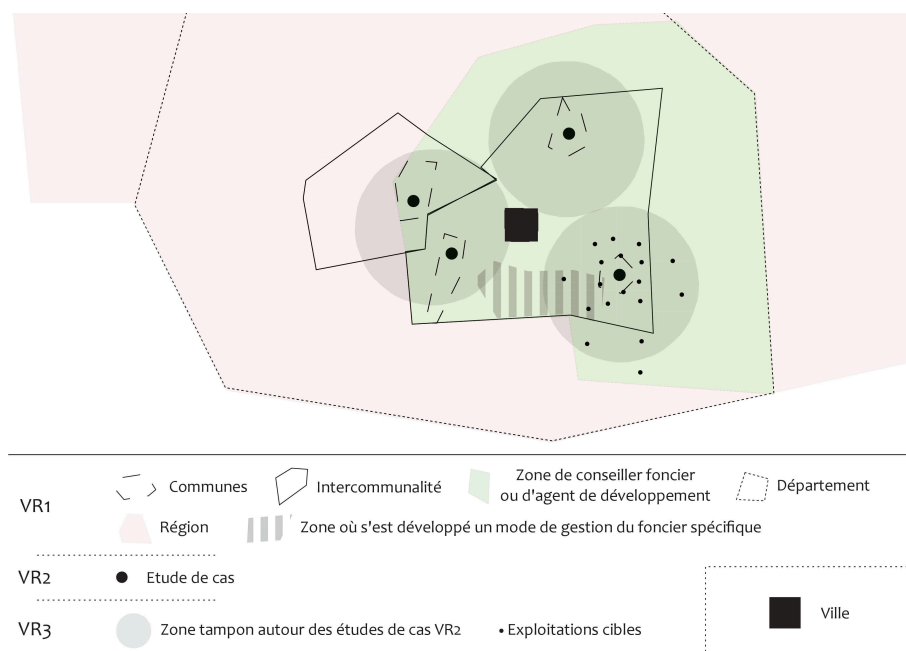 VR1
Communes
Intercommunalité
Zone de conseiller foncier
ou d'agent de développement
Département
Région
Zone où s'est développé un mode de gestion du foncier spécifique
VR2
Etude de cas
VR3
Zone tampon autour des études de cas VR2
Exploitations cibles
Ville